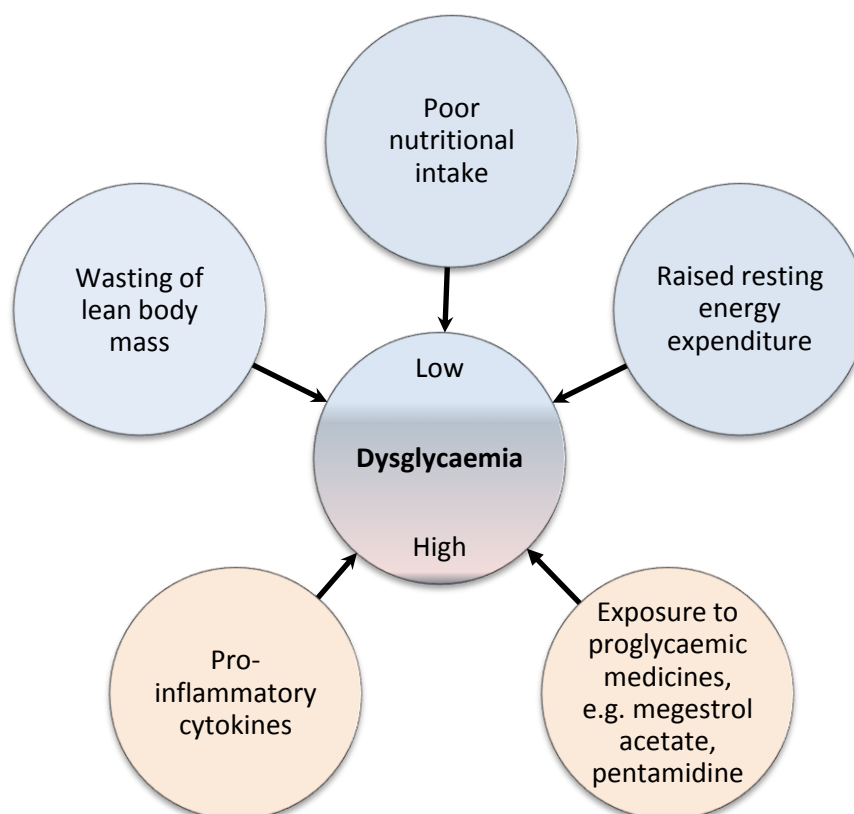 Poor
nutritional
intake
Wasting of
lean body
mass
Raised resting
energy
expenditure
Low
Dysglycaemia
High
Pro-
inflammatory
cytokines
Exposure to
proglycaemic
medicines,
e.g. megestrol
acetate,
pentamidine